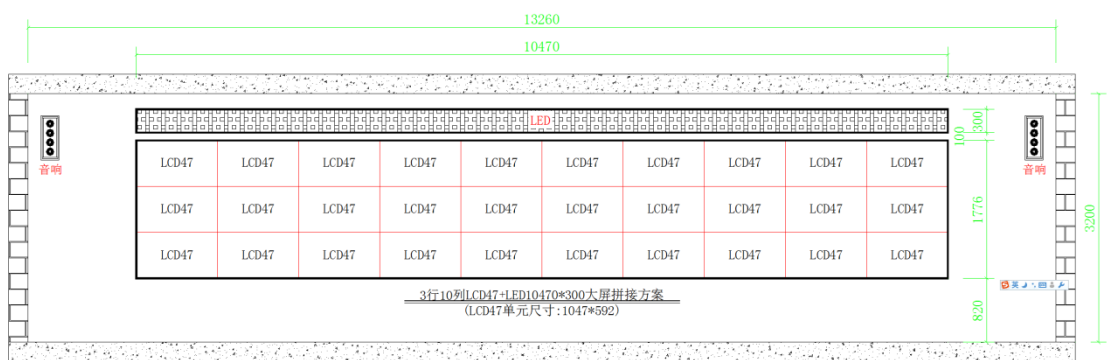 13260
10470
LED
300
100
音响
音响
LCD47 LCD47 LCD47 LCD47 LCD47 LCD47 LCD47 LCD47 LCD47 LCD47
LCD47 LCD47 LCD47 LCD47 LCD47 LCD47 LCD47 LCD47 LCD47 LCD47
LCD47 LCD47 LCD47 LCD47 LCD47 LCD47 LCD47 LCD47 LCD47 LCD47
1776
3200
820
3行10列LCD47+LED10470*300大屏拼接方案
(LCD47单元尺寸:1047*592)
英